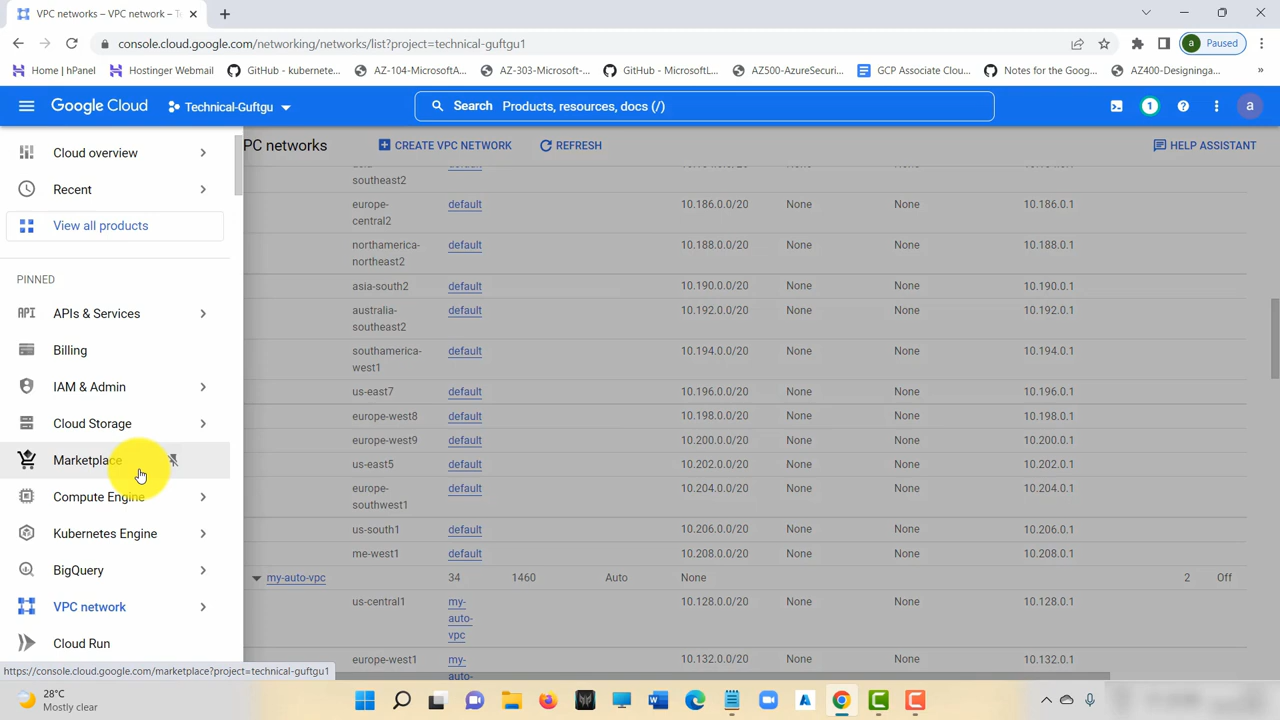 VPC networks – VPC network – Te
console.cloud.google.com/networking/networks/list?project=technical-guftgu1
a
Paused
Home | hPanel
Hostinger Webmail
GitHub - kubernete...
AZ-104-MicrosoftA...
AZ-303-Microsoft-...
GitHub - MicrosoftL...
AZ500-AzureSecuri...
GCP Associate Clou...
Notes for the Goog...
AZ400-Designinga...
»
Google Cloud
Technical-Guftgu
Search Products, resources, docs (/)
1
a
PC networks
CREATE VPC NETWORK
REFRESH
HELP ASSISTANT
Cloud overview
Recent
View all products
PINNED
API APIs & Services
Billing
IAM & Admin
Cloud Storage
Marketplace
Compute Engine
Kubernetes Engine
BigQuery
VPC network
Cloud Run
southeast2
europe-
central2
default 10.186.0.0/20 None None 10.186.0.1
northamerica-
northeast2
default 10.188.0.0/20 None None 10.188.0.1
asia-south2 default 10.190.0.0/20 None None 10.190.0.1
australia-
southeast2
default 10.192.0.0/20 None None 10.192.0.1
southamerica-
west1
default 10.194.0.0/20 None None 10.194.0.1
us-east7 default 10.196.0.0/20 None None 10.196.0.1
europe-west8 default 10.198.0.0/20 None None 10.198.0.1
europe-west9 default 10.200.0.0/20 None None 10.200.0.1
us-east5 default 10.202.0.0/20 None None 10.202.0.1
europe-
southwest1
default 10.204.0.0/20 None None 10.204.0.1
us-south1 default 10.206.0.0/20 None None 10.206.0.1
me-west1 default 10.208.0.0/20 None None 10.208.0.1
my-auto-vpc 34 1460 Auto None 2 Off
us-central1 my-
auto-
vpc
10.128.0.0/20 None None 10.128.0.1
europe-west1 my-
auto-
10.132.0.0/20 None None 10.132.0.1
https://console.cloud.google.com/marketplace?project=technical-guftgu1
28°C
Mostly clear